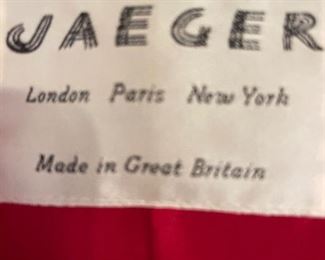 JAEGER
London Paris New York
Made in Great Britain